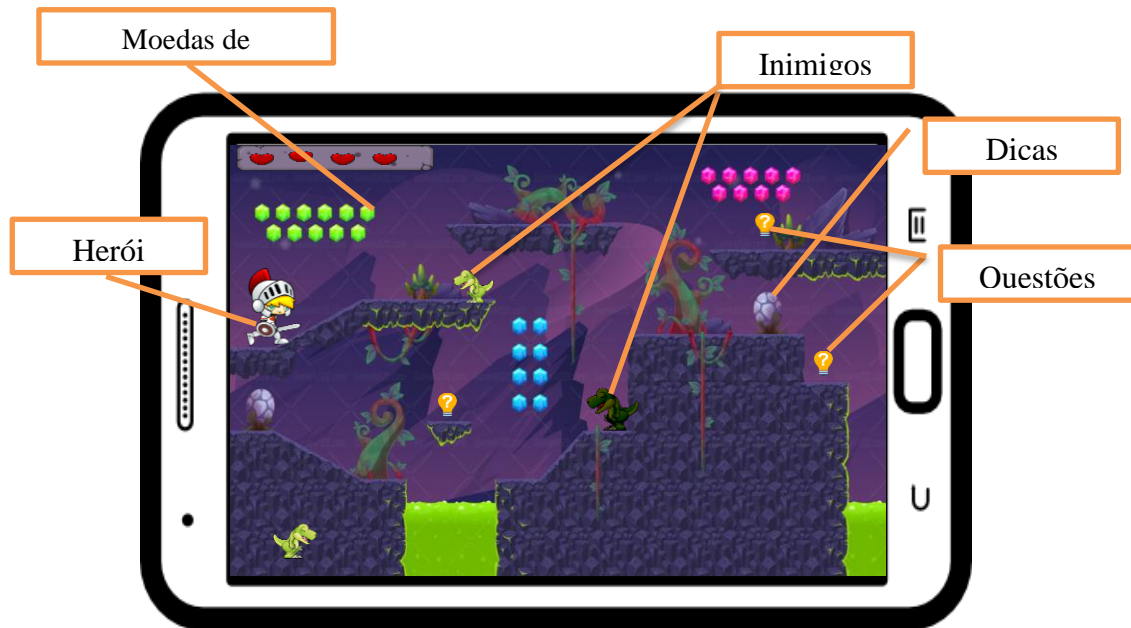 Moedas de
Inimigos
Dicas
Herói
Questões
?
?
?